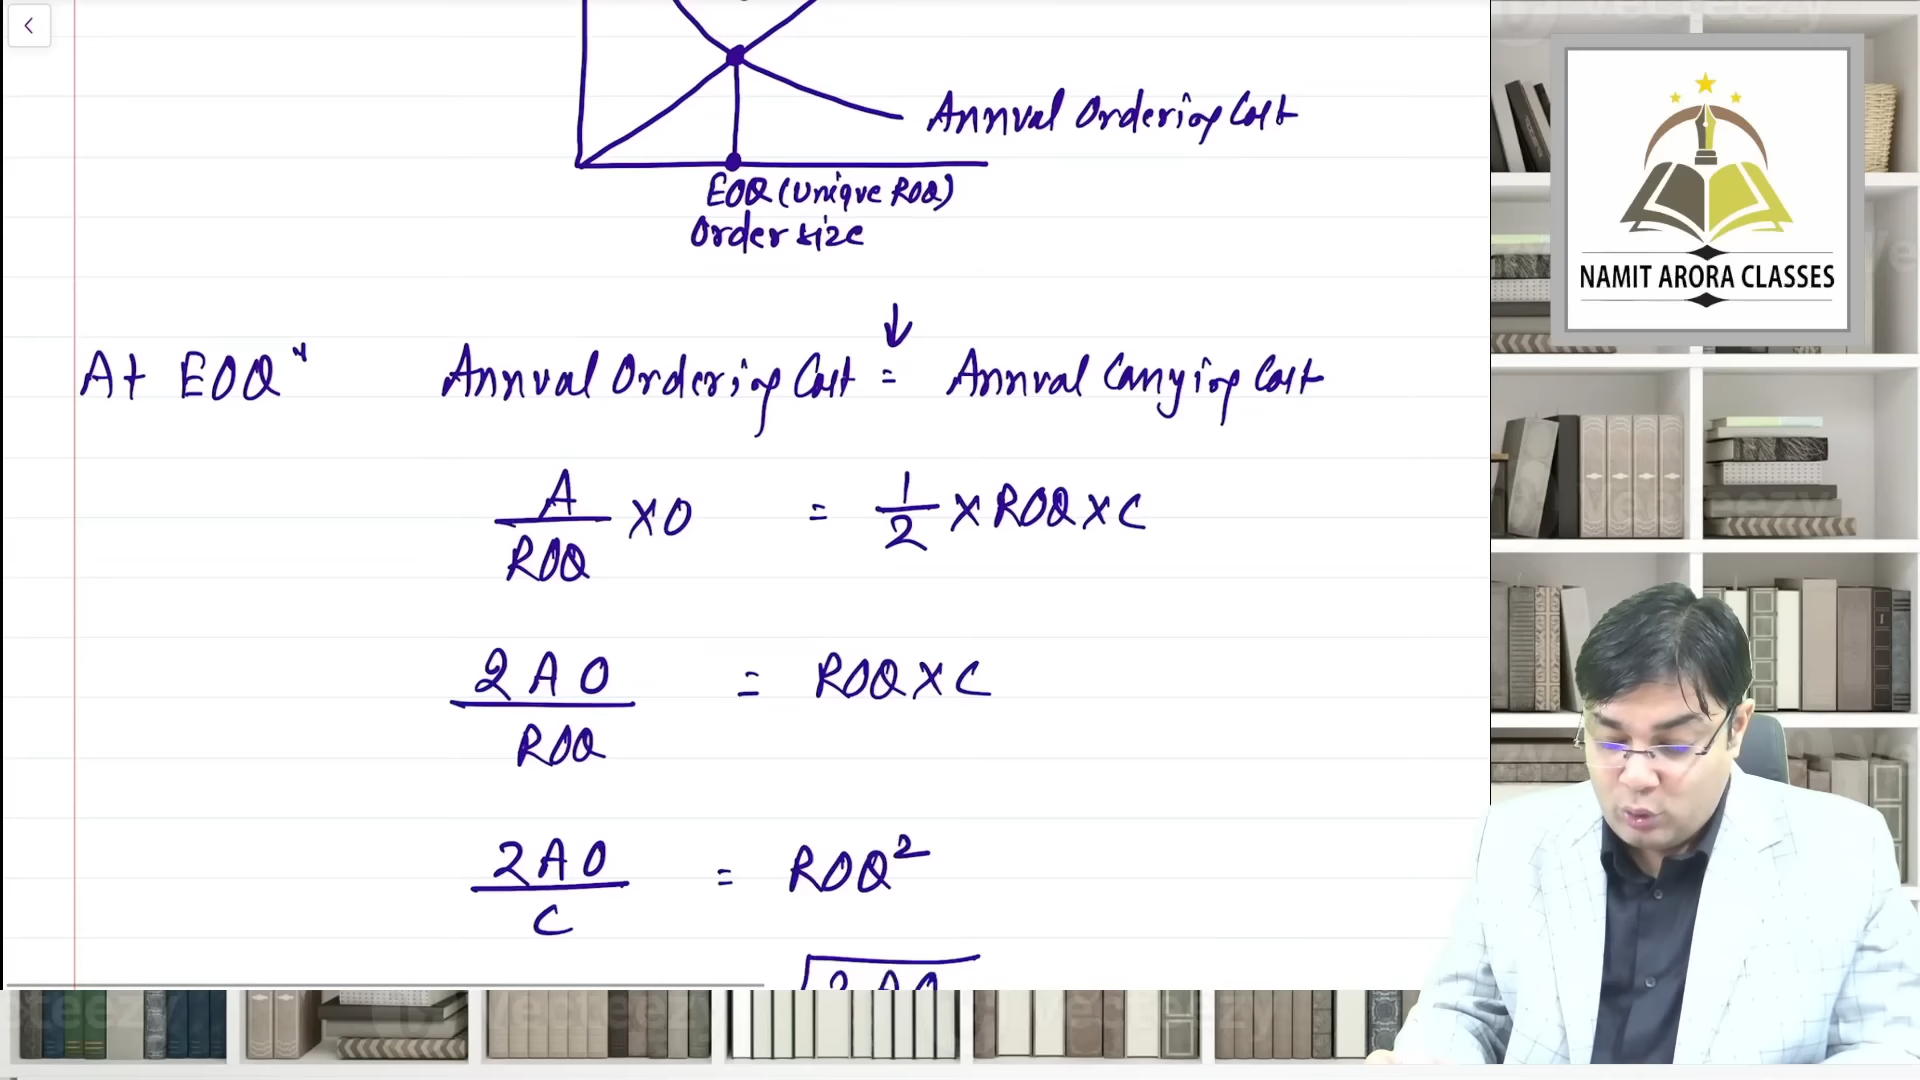 Annual Ordering Cost
EOQ (Unique ROQ)
Order size
↓
At EOQ Annual Ordering Cost = Annual Carrying Cost
A/ROQ × O = 1/2 × ROQ × C
2AO/ROQ = ROQ × C
2AO/C = ROQ²
√2AO
NAMIT ARORA CLASSES